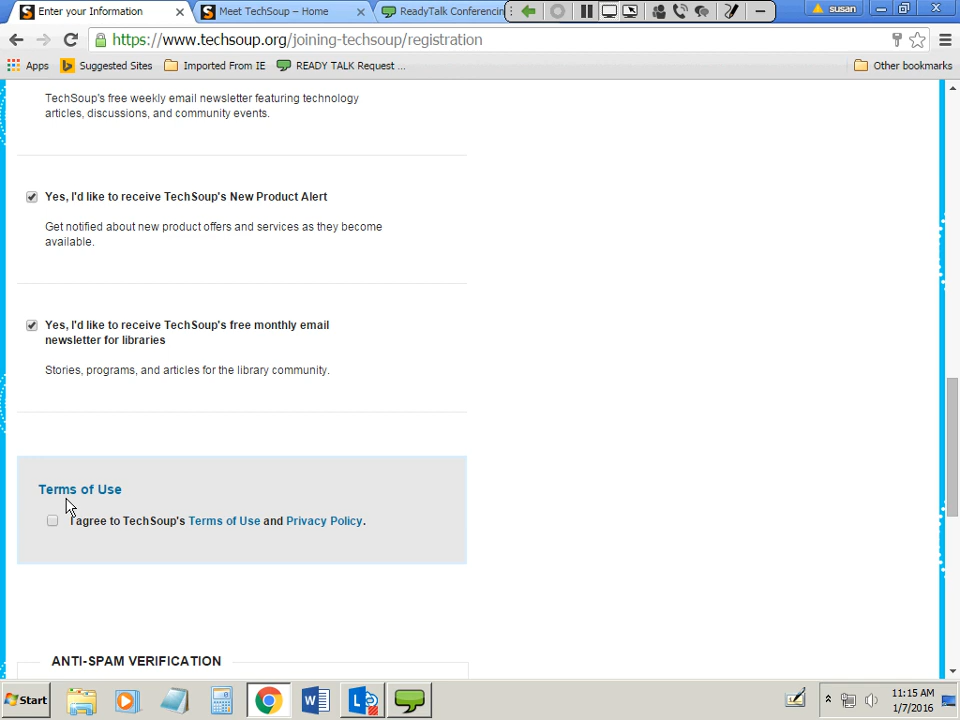 Enter your Information
Meet TechSoup – Home
ReadyTalk Conferencin
susan
https://www.techsoup.org/joining-techsoup/registration
Apps
Suggested Sites
Imported From IE
READY TALK Request ...
Other bookmarks
TechSoup's free weekly email newsletter featuring technology
articles, discussions, and community events.
Yes, I'd like to receive TechSoup's New Product Alert
Get notified about new product offers and services as they become
available.
Yes, I'd like to receive TechSoup's free monthly email
newsletter for libraries
Stories, programs, and articles for the library community.
Terms of Use
I agree to TechSoup's Terms of Use and Privacy Policy.
ANTI-SPAM VERIFICATION
Start
11:15 AM
1/7/2016